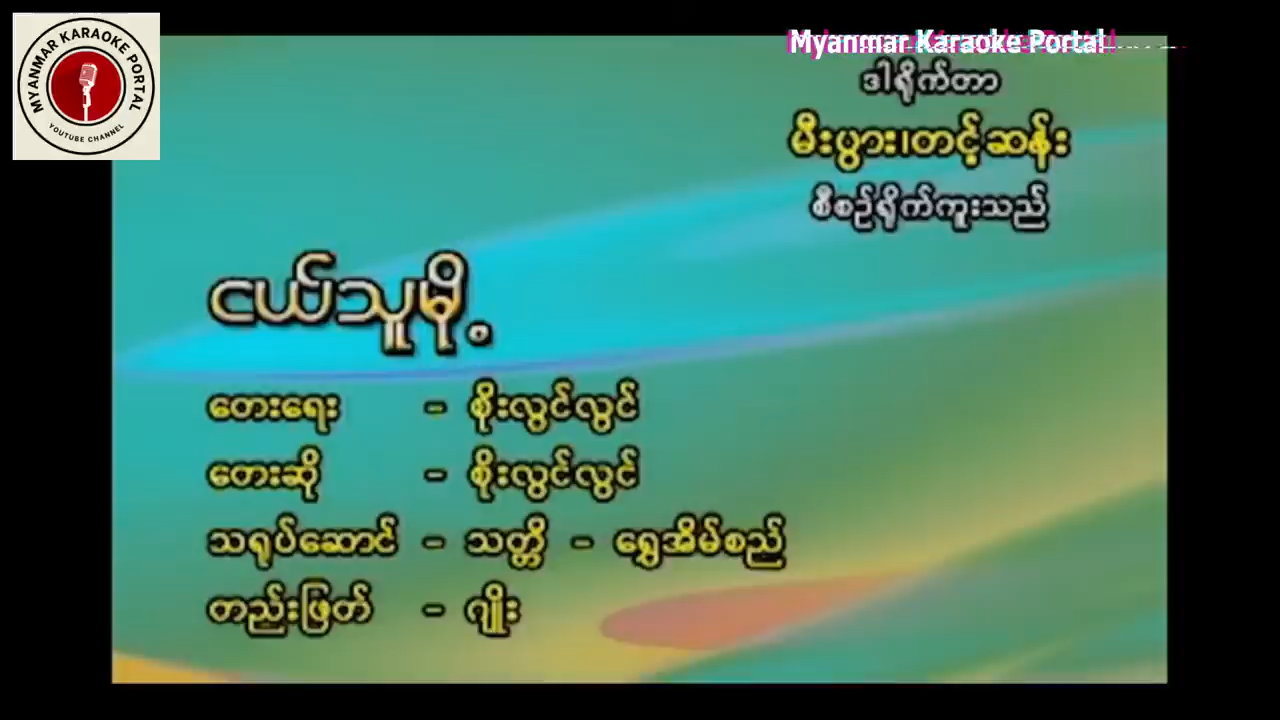 MYANMAR KARAOKE PORTAL
YOUTUBE CHANNEL
Myanmar Karaoke Portal
ဒါရိုက်တာ
မီးပွား၊တင့်ဆန်း
စီစဉ်ရိုက်ကူးသည်
ငယ်သူမို့
တေးရေး - စိုးလွင်လွင်
တေးဆို - စိုးလွင်လွင်
သရုပ်ဆောင် - သတ္တိ - ရွှေအိမ်စည်
တည်းဖြတ် - ဂျိုး